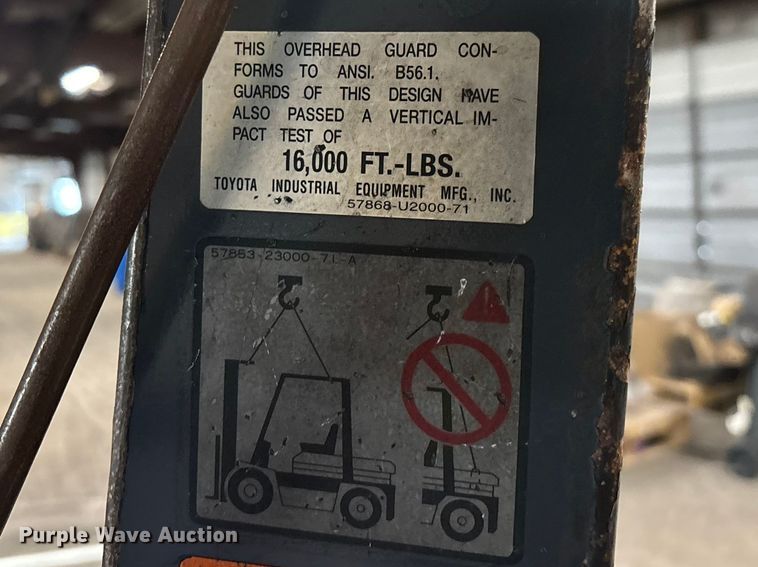 THIS OVERHEAD GUARD CON-
FORMS TO ANSI. B56.1.
GUARDS OF THIS DESIGN HAVE
ALSO PASSED A VERTICAL IM-
PACT TEST OF
16,000 FT.-LBS.
TOYOTA INDUSTRIAL EQUIPMENT MFG., INC.
57868-U2000-71
57853-23000-71-A
Purple Wave Auction